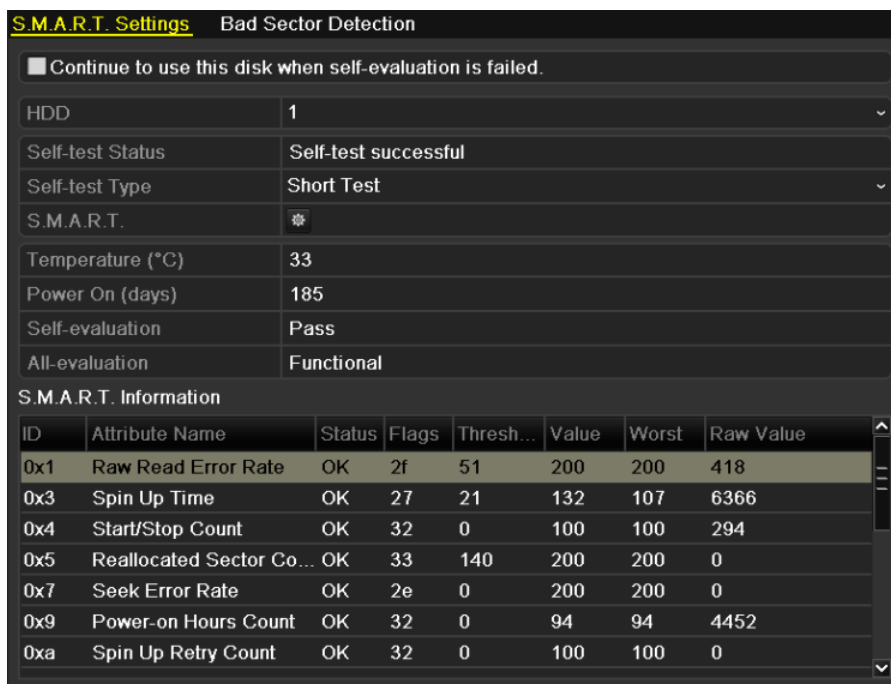 S.M.A.R.T. Settings Bad Sector Detection
Continue to use this disk when self-evaluation is failed.
HDD 1
Self-test Status Self-test successful
Self-test Type Short Test
S.M.A.R.T.
Temperature (°C) 33
Power On (days) 185
Self-evaluation Pass
All-evaluation Functional
S.M.A.R.T. Information
ID Attribute Name Status Flags Thresh... Value Worst Raw Value
0x1 Raw Read Error Rate OK 2f 51 200 200 418
0x3 Spin Up Time OK 27 21 132 107 6366
0x4 Start/Stop Count OK 32 0 100 100 294
0x5 Reallocated Sector Co... OK 33 140 200 200 0
0x7 Seek Error Rate OK 2e 0 200 200 0
0x9 Power-on Hours Count OK 32 0 94 94 4452
0xa Spin Up Retry Count OK 32 0 100 100 0